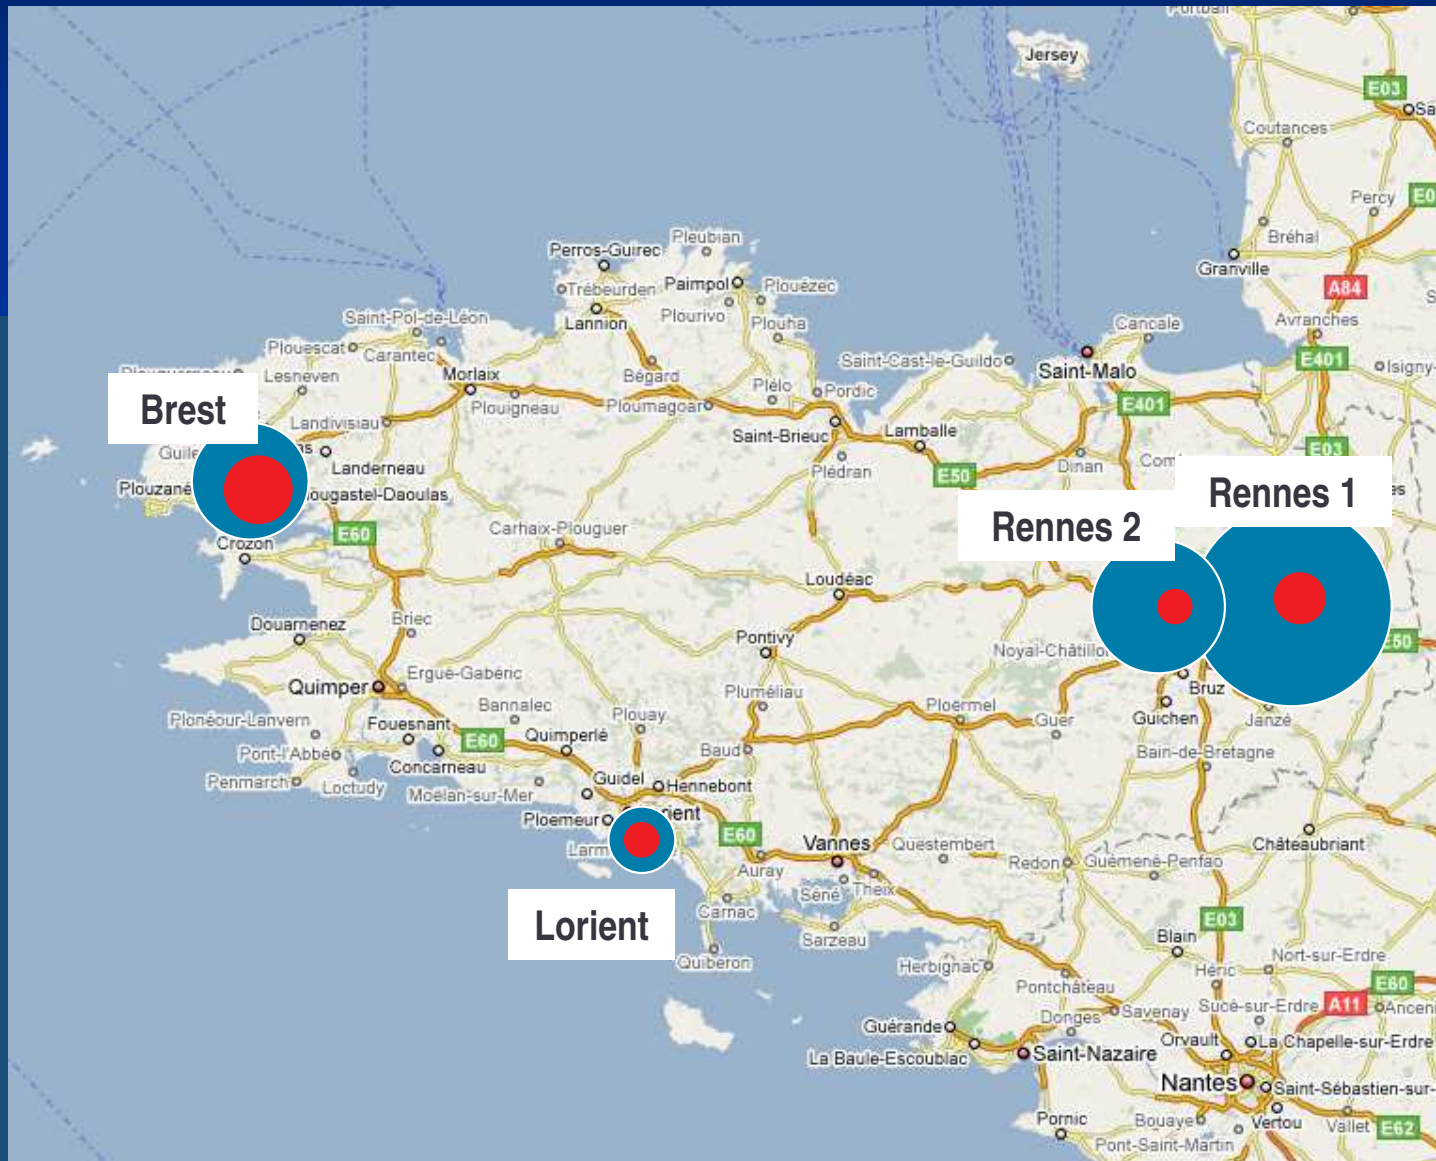 Portbail
Jersey
E03
Coutances
Percy
Bréhal
Granville
A84
Avranches
E401
Pleubian
Perros-Guirec
Trébeurden
Paimpol
Plouézec
Plourivo
Lannion
Plouha
Saint-Pol-de-Léon
Plouescat
Carantec
Cancale
Saint-Cast-le-Guildo
Saint-Malo
Lesneven
Morlaix
Bégard
Plélo
Pordic
Plouigneau
Ploumagoar
E401
Brest
Landivisiau
Saint-Brieuc
Lamballe
E03
Landerneau
Plédran
E50
Dinan
Plouzané
Rennes 1
Carhaix-Plouguer
Rennes 2
E60
Crozon
Loudéac
Douarnenez
Briec
Pontivy
E50
Ergué-Gabéric
Quimper
Bruz
Pluméliau
Bannalec
Plouay
Ploërmel
Guer
Guichen
Janzé
Plonéour-Lanvern
Fouesnant
Quimperlé
E60
Baud
Pont-l'Abbé
Concarneau
Bain-de-Bretagne
Penmarch
Loctudy
Moëlan-sur-Mer
Guidel
Hennebont
Ploemeur
E60
Vannes
Questembert
Châteaubriant
Redon
Guémené-Penfao
Auray
Séné
Theix
Carnac
Lorient
Sarzeau
E03
Blain
Quiberon
Herbignac
Héric
Nort-sur-Erdre
Pontchâteau
E60
Guérande
Donges
Savenay
Sucé-sur-Erdre
A11
La Baule-Escoublac
Saint-Nazaire
Orvault
La Chapelle-sur-Erdre
Nantes
Saint-Sébastien-sur-
Pornic
Bouaye
Vertou
Vallet
E62
Pont-Saint-Martin